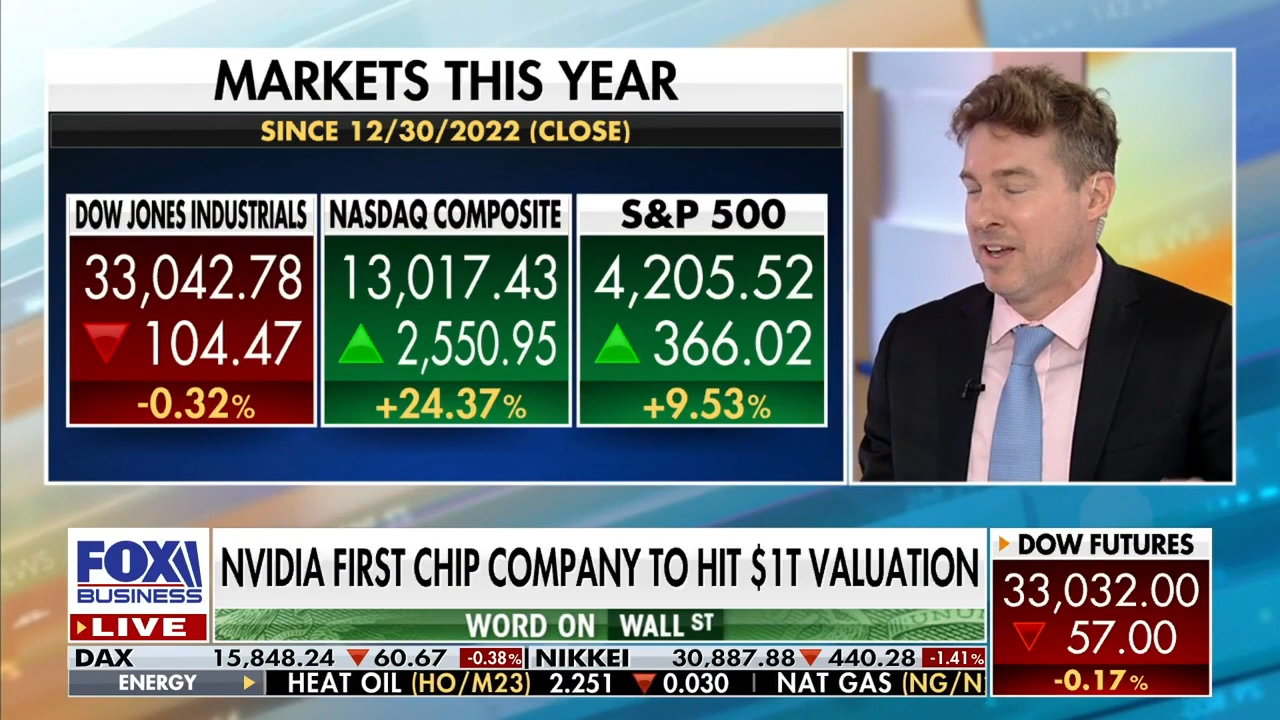 MARKETS THIS YEAR
SINCE 12/30/2022 (CLOSE)
DOW JONES INDUSTRIALS
33,042.78
▼ 104.47
-0.32%
NASDAQ COMPOSITE
13,017.43
▲ 2,550.95
+24.37%
S&P 500
4,205.52
▲ 366.02
+9.53%
FOX BUSINESS
LIVE
NVIDIA FIRST CHIP COMPANY TO HIT $1T VALUATION
WORD ON WALL ST
DOW FUTURES
33,032.00
▼ 57.00
-0.17%
DAX 15,848.24 ▼ 60.67 -0.38% NIKKEI 30,887.88 ▼ 440.28 -1.41%
ENERGY HEAT OIL (HO/M23) 2.251 ▼ 0.030 NAT GAS (NG/N